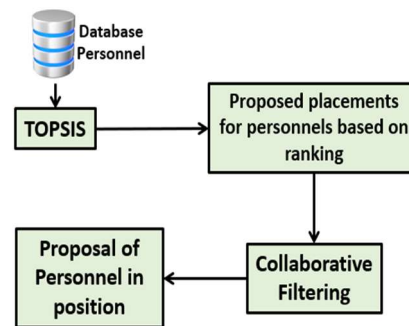 Database
Personnel
TOPSIS
Proposed placements
for personnels based on
ranking
Collaborative
Filtering
Proposal of
Personnel in
position